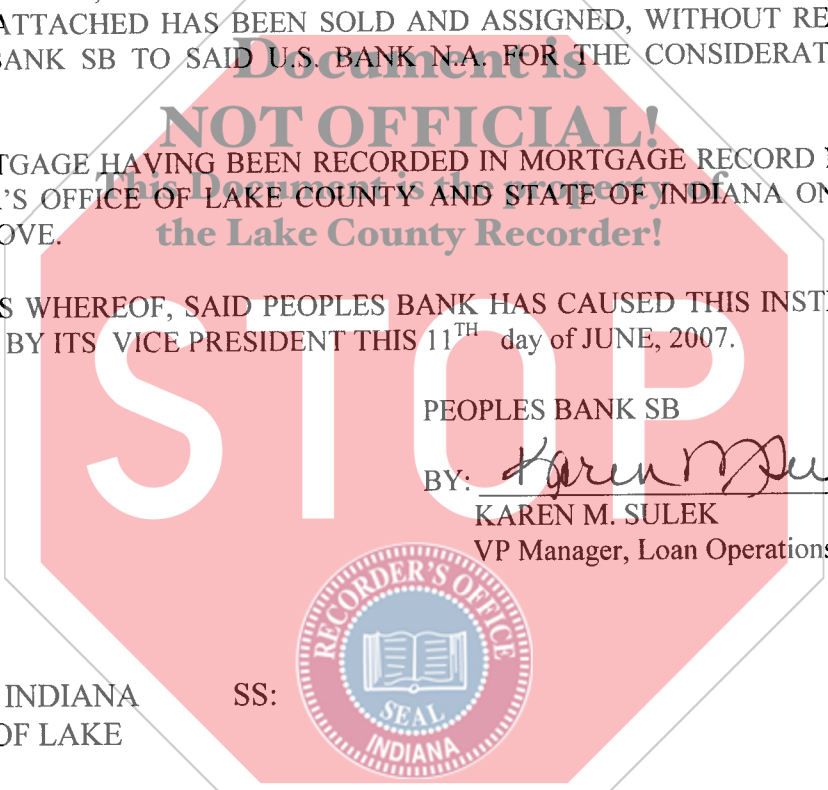 ATTACHED HAS BEEN SOLD AND ASSIGNED, WITHOUT RE
BANK SB TO SAID U.S. BANK N.A. FOR THE CONSIDERAT
Document is
NOT OFFICIAL!
TGAGE HAVING BEEN RECORDED IN MORTGAGE RECORD
This Document is the property of
'S OFFICE OF LAKE COUNTY AND STATE OF INDIANA ON
the Lake County Recorder!
OVE.
S WHEREOF, SAID PEOPLES BANK HAS CAUSED THIS INST
BY ITS VICE PRESIDENT THIS 11TH day of JUNE, 2007.
STOP
PEOPLES BANK SB
BY: Karen M Su
KAREN M. SULEK
VP Manager, Loan Operations
RECORDER'S OFFICE
SEAL
INDIANA
INDIANA SS:
OF LAKE